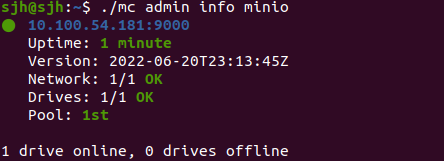 sjh@sjh:~$ ./mc admin info minio
● 10.100.54.181:9000
Uptime: 1 minute
Version: 2022-06-20T23:13:45Z
Network: 1/1 OK
Drives: 1/1 OK
Pool: 1st
1 drive online, 0 drives offline